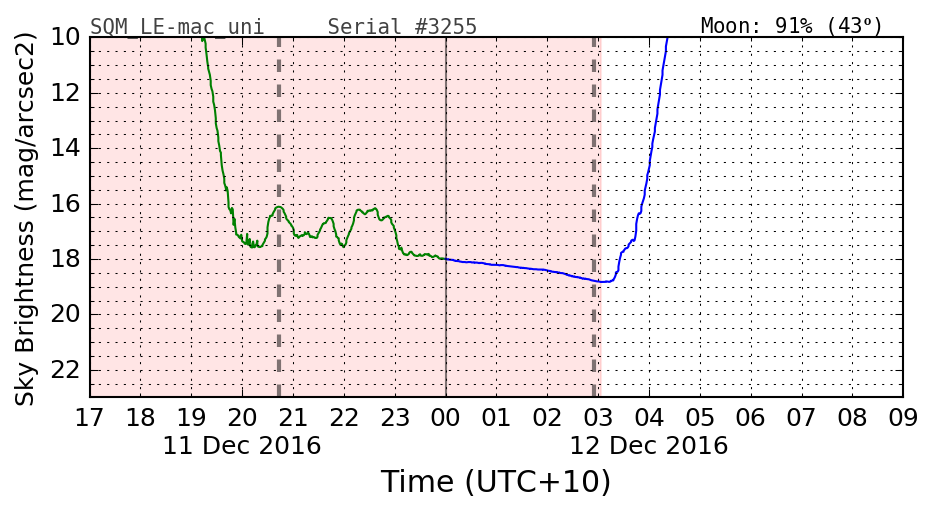 SQM_LE-mac_uni Serial #3255 Moon: 91% (43°)
Sky Brightness (mag/arcsec2)
10
12
14
16
18
20
22
17 18 19 20 21 22 23 00 01 02 03 04 05 06 07 08 09
11 Dec 2016 12 Dec 2016
Time (UTC+10)